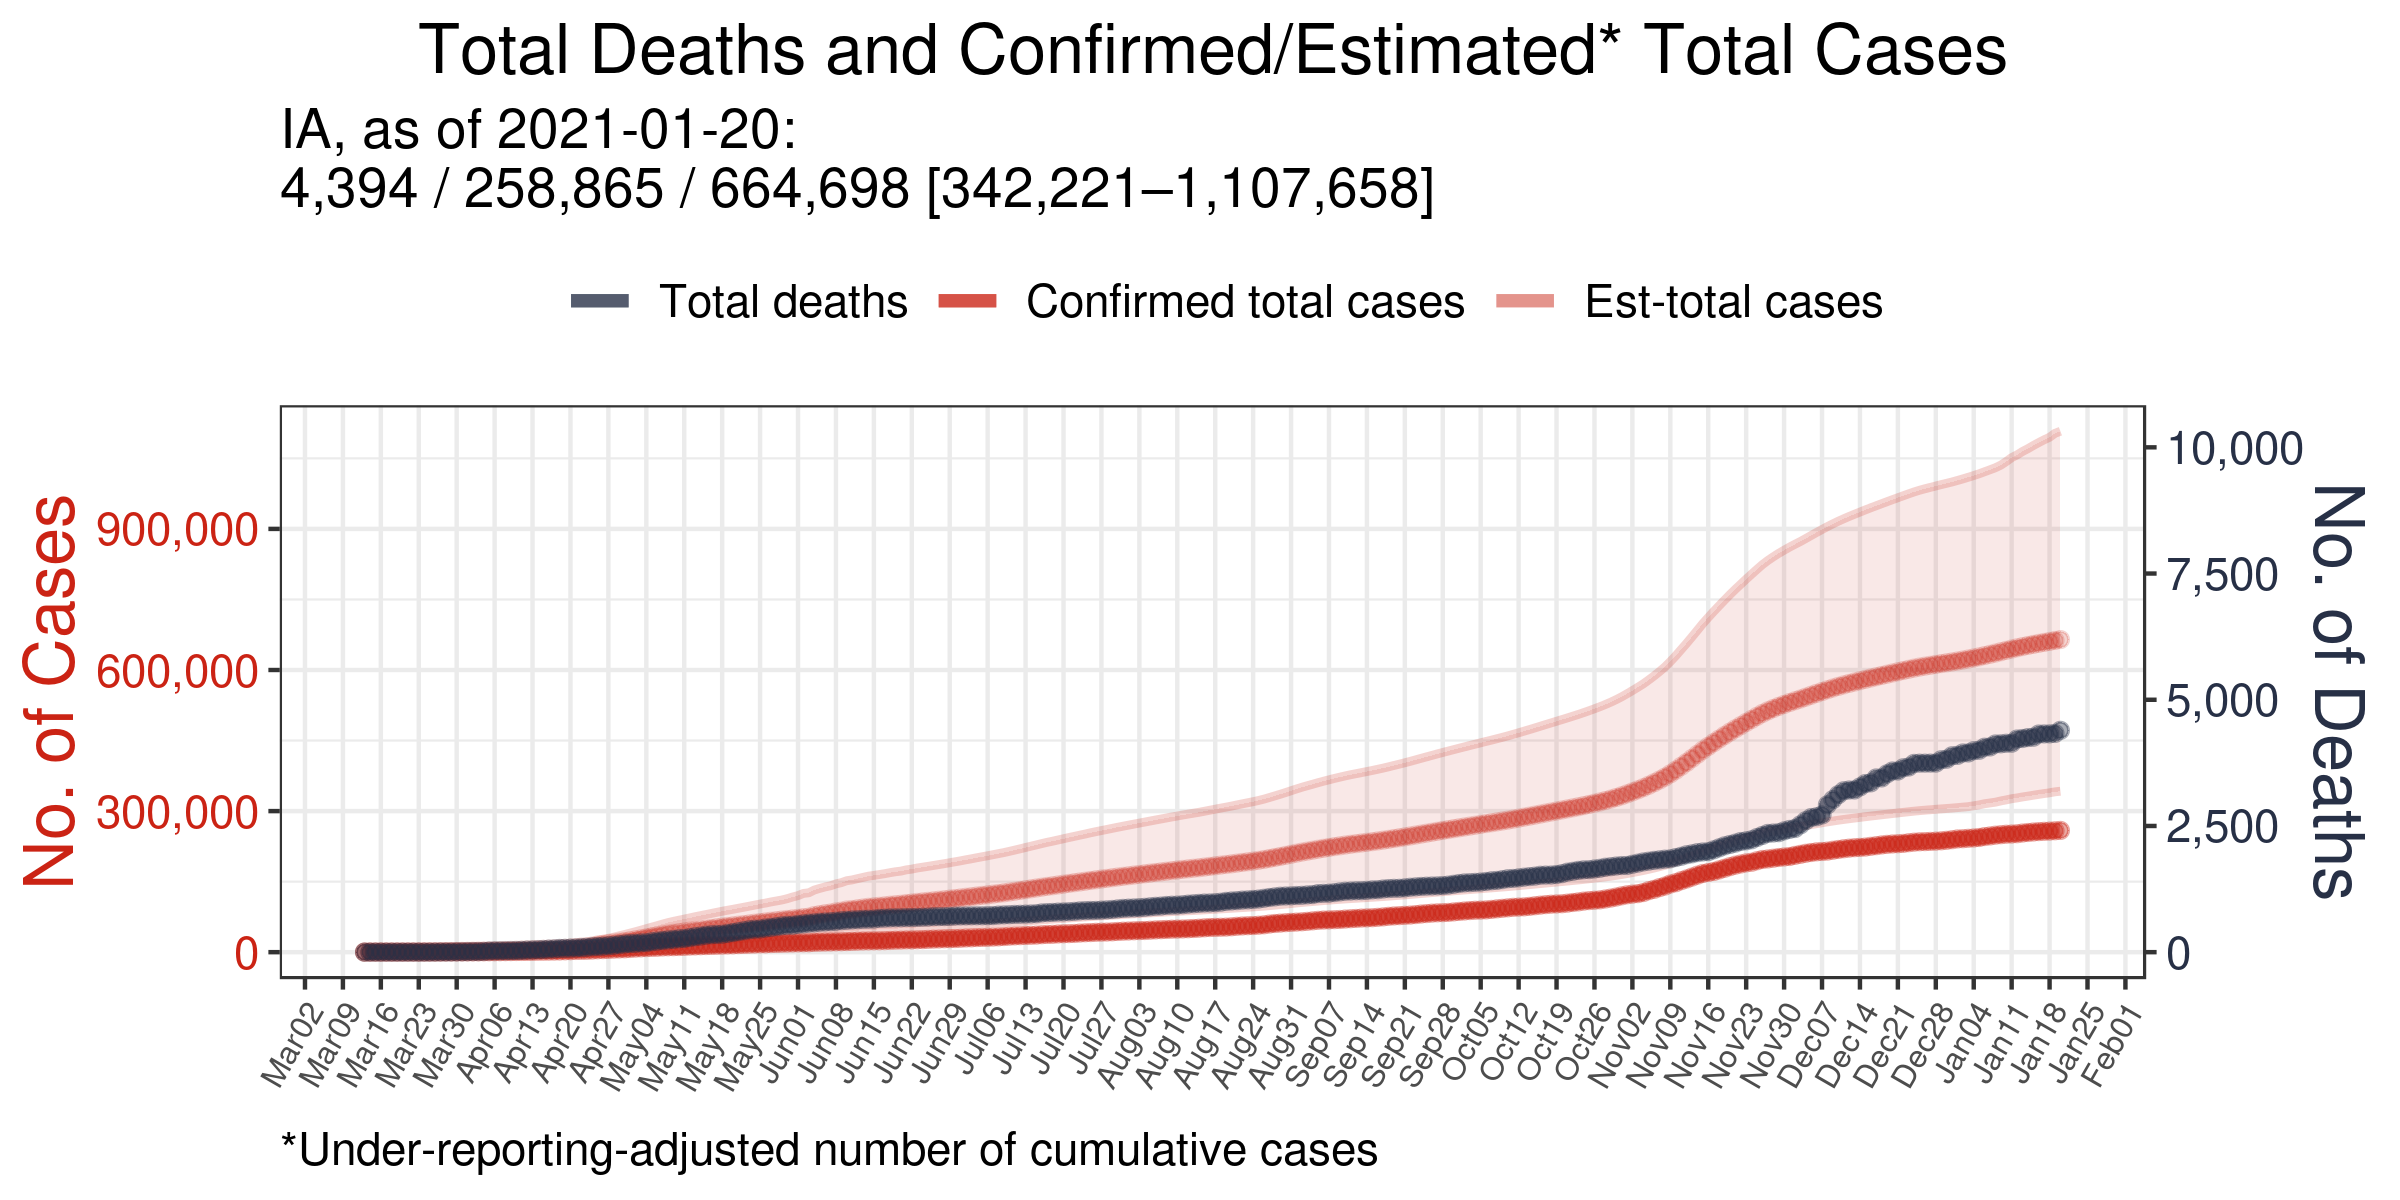 Total Deaths and Confirmed/Estimated* Total Cases
IA, as of 2021-01-20:
4,394 / 258,865 / 664,698 [342,221–1,107,658]
Total deaths
Confirmed total cases
Est-total cases
No. of Cases
900,000
600,000
300,000
0
10,000
7,500
5,000
2,500
0
No. of Deaths
Mar02
Mar09
Mar16
Mar23
Mar30
Apr06
Apr13
Apr20
Apr27
May04
May11
May18
May25
Jun01
Jun08
Jun15
Jun22
Jun29
Jul06
Jul13
Jul20
Jul27
Aug03
Aug10
Aug17
Aug24
Aug31
Sep07
Sep14
Sep21
Sep28
Oct05
Oct12
Oct19
Oct26
Nov02
Nov09
Nov16
Nov23
Nov30
Dec07
Dec14
Dec21
Dec28
Jan04
Jan11
Jan18
Jan25
Feb01
*Under-reporting-adjusted number of cumulative cases